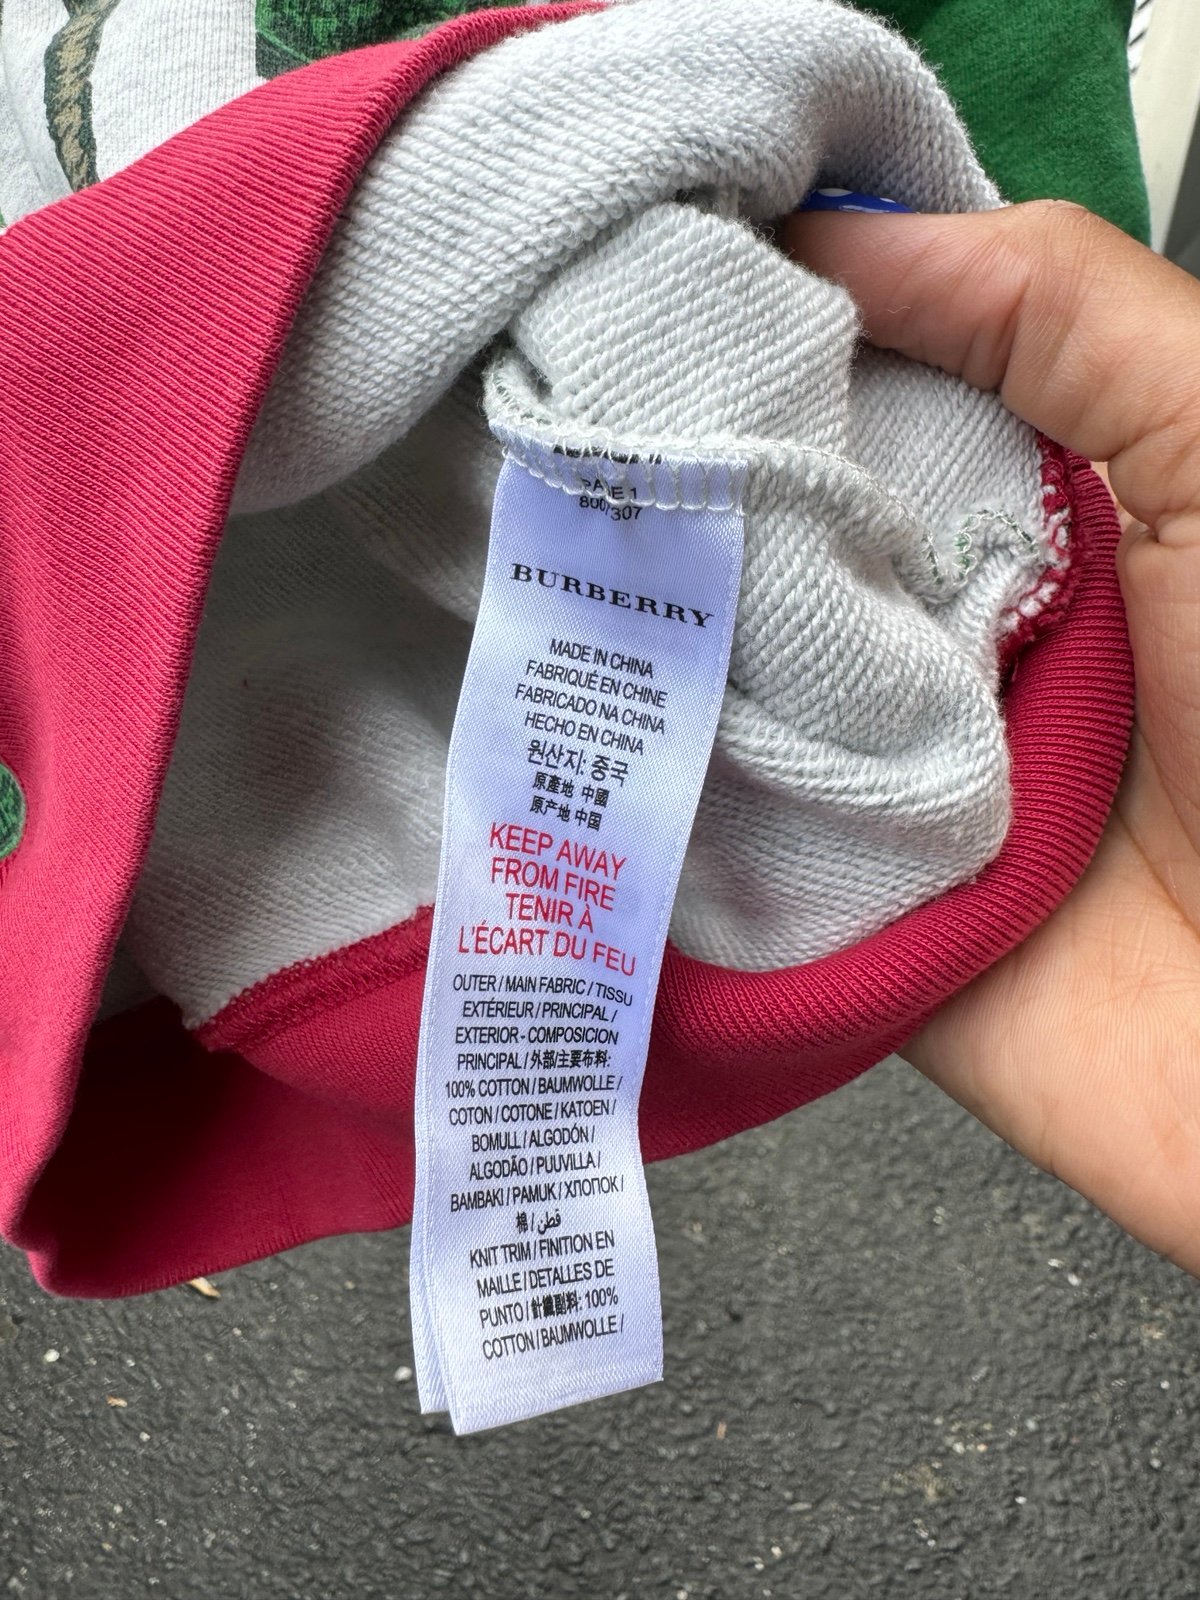 800/307
BURBERRY
MADE IN CHINA
FABRIQUÉ EN CHINE
FABRICADO NA CHINA
HECHO EN CHINA
원산지: 중국
原產地 中國
原产地 中国
KEEP AWAY
FROM FIRE
TENIR À
L'ÉCART DU FEU
OUTER / MAIN FABRIC / TISSU
EXTÉRIEUR / PRINCIPAL /
EXTERIOR - COMPOSICION
PRINCIPAL / 外部/主要布料:
100% COTTON / BAUMWOLLE /
COTON / COTONE / KATOEN /
BOMULL / ALGODÓN /
ALGODÃO / PUUVILLA /
BAMBAKI / PAMUK / ХЛОПОК /
棉 / قطن
KNIT TRIM / FINITION EN
MAILLE / DETALLES DE
PUNTO / 針織副料: 100%
COTTON / BAUMWOLLE /